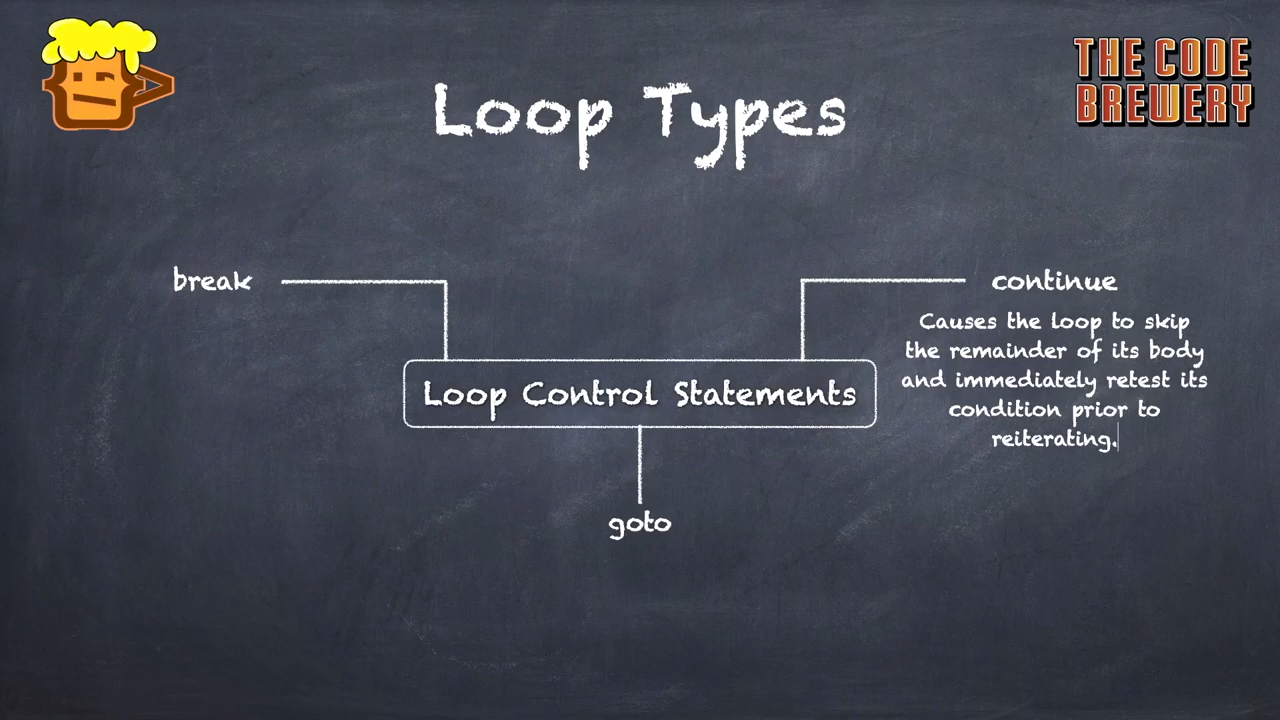 THE CODE
BREWERY
Loop Types
break
continue
Causes the loop to skip
the remainder of its body
and immediately retest its
condition prior to
reiterating.
Loop Control Statements
goto